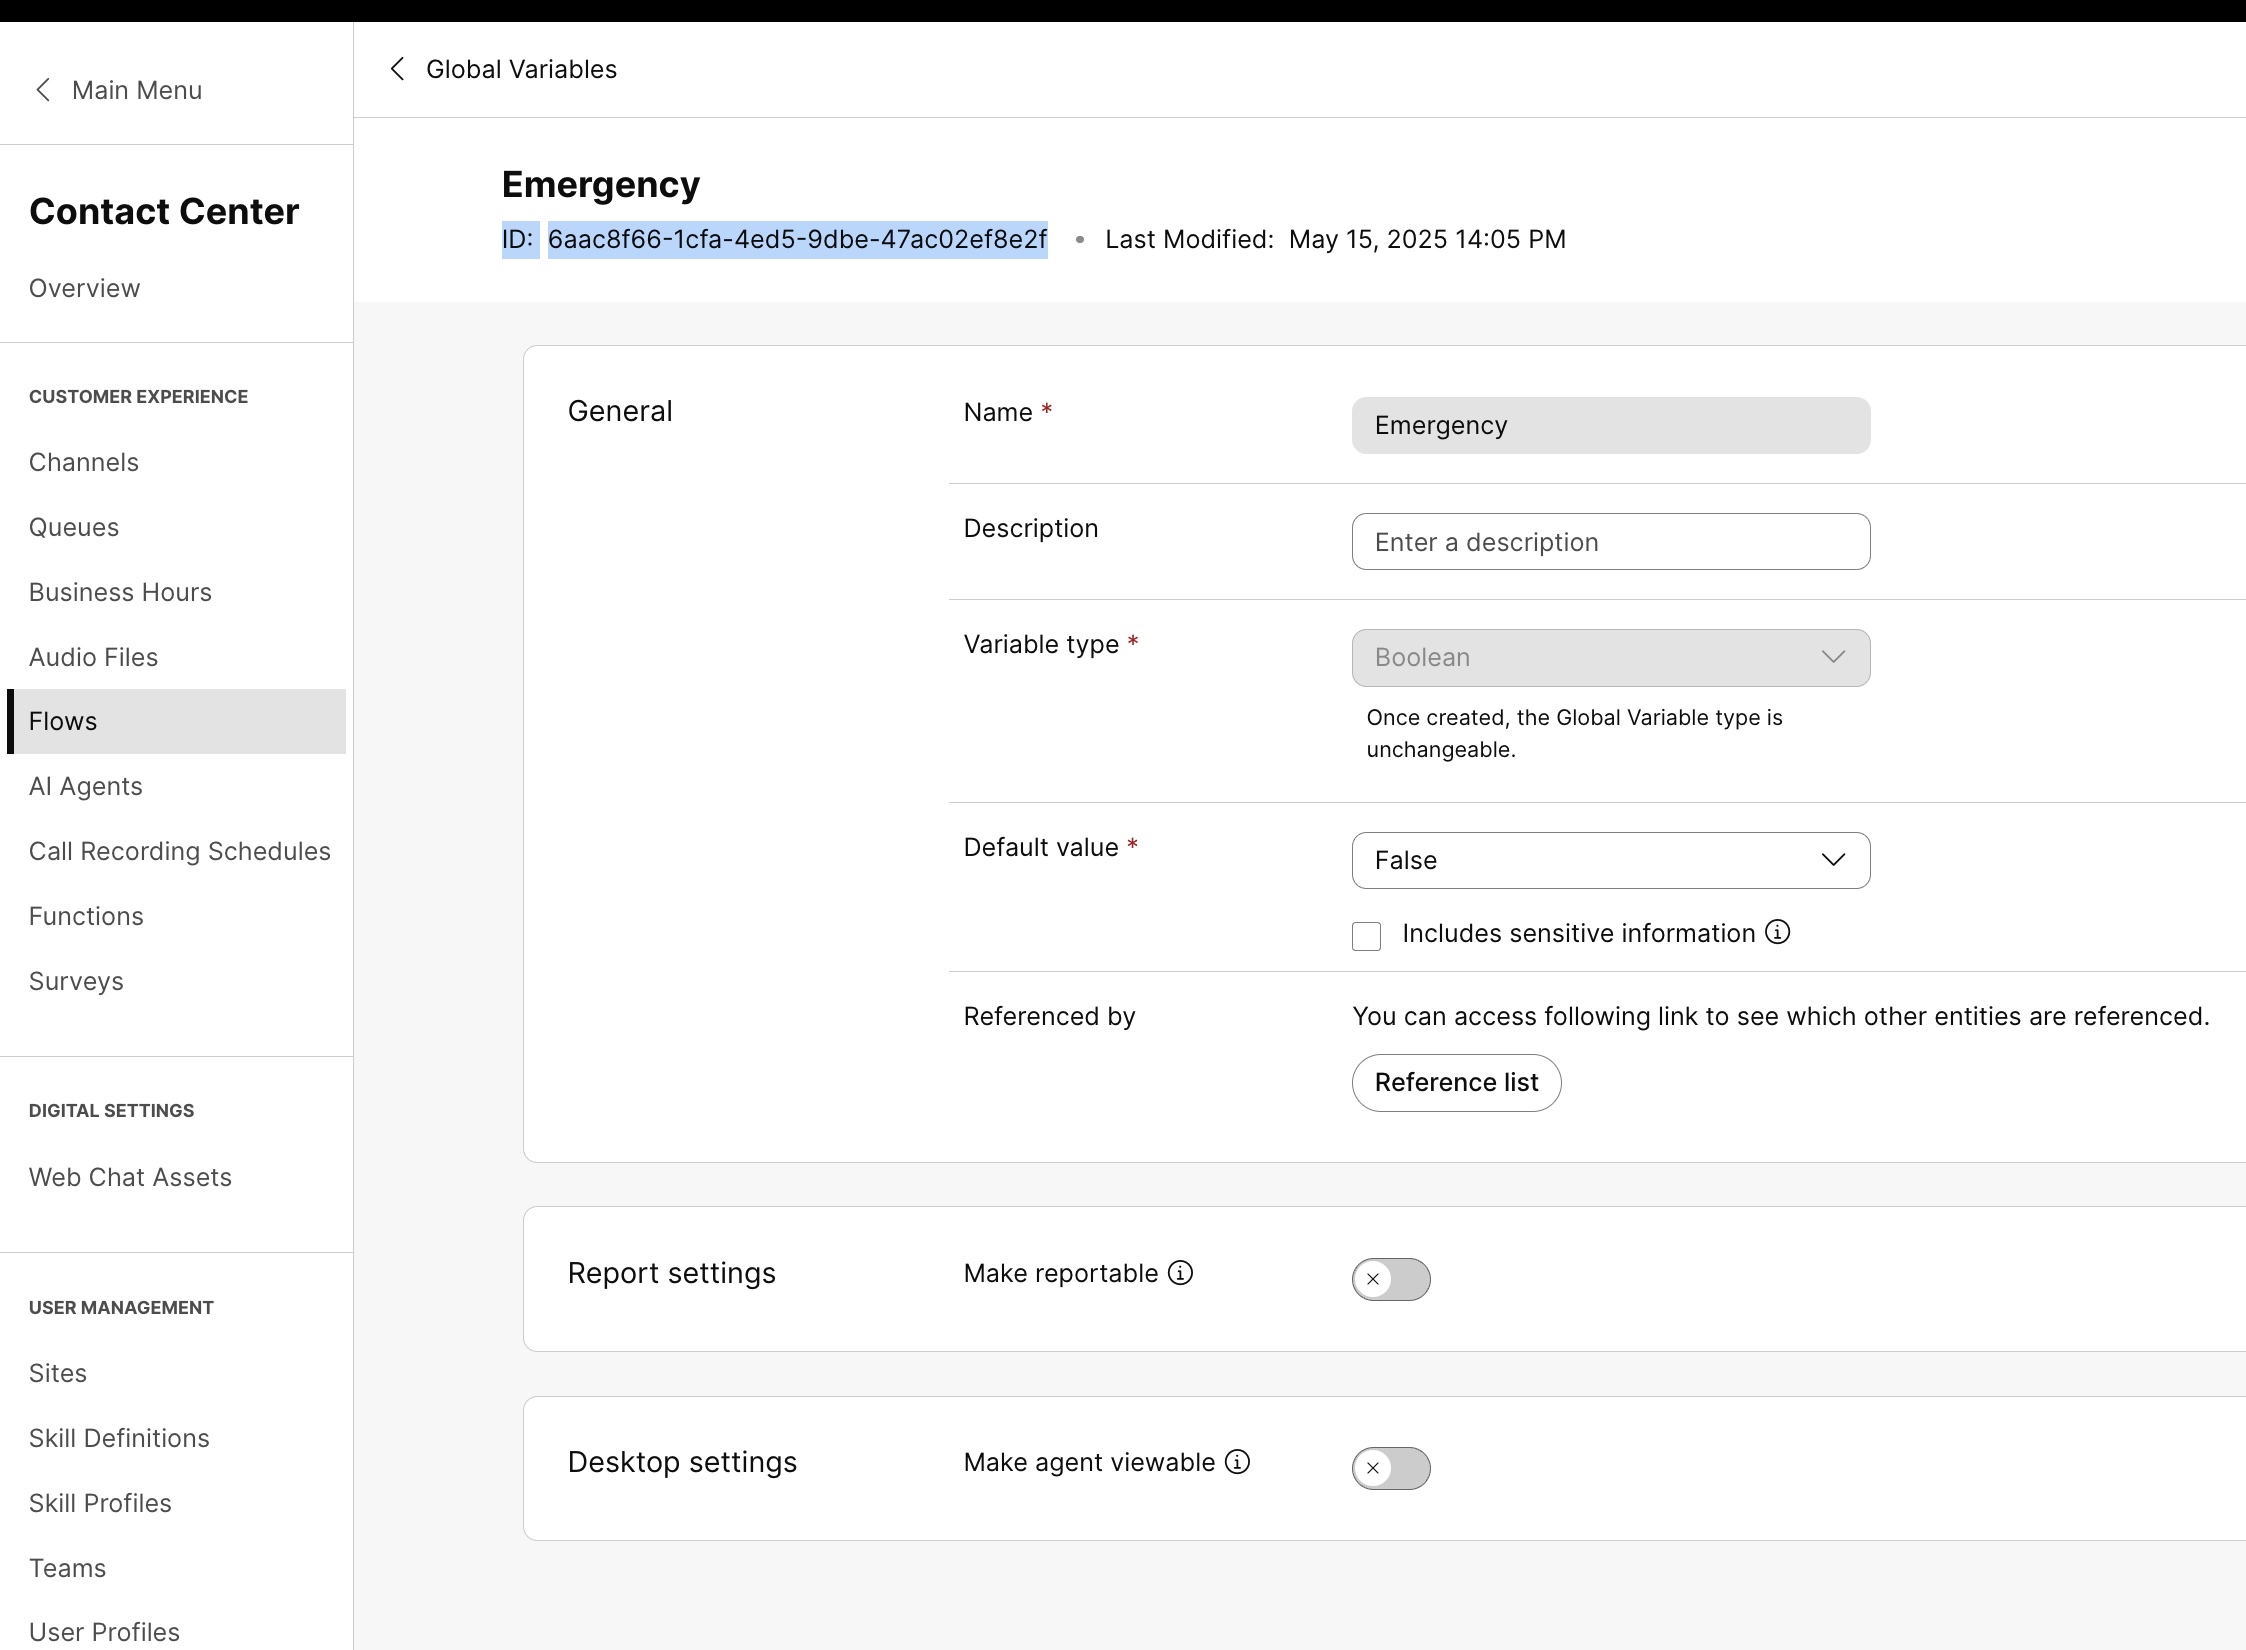 Main Menu
Contact Center
Overview
CUSTOMER EXPERIENCE
Channels
Queues
Business Hours
Audio Files
Flows
AI Agents
Call Recording Schedules
Functions
Surveys
DIGITAL SETTINGS
Web Chat Assets
USER MANAGEMENT
Sites
Skill Definitions
Skill Profiles
Teams
User Profiles
Global Variables
Emergency
ID: 6aac8f66-1cfa-4ed5-9dbe-47ac02ef8e2f • Last Modified: May 15, 2025 14:05 PM
General
Name * Emergency
Description Enter a description
Variable type * Boolean
Once created, the Global Variable type is
unchangeable.
Default value * False
Includes sensitive information
Referenced by You can access following link to see which other entities are referenced.
Reference list
Report settings Make reportable
Desktop settings Make agent viewable